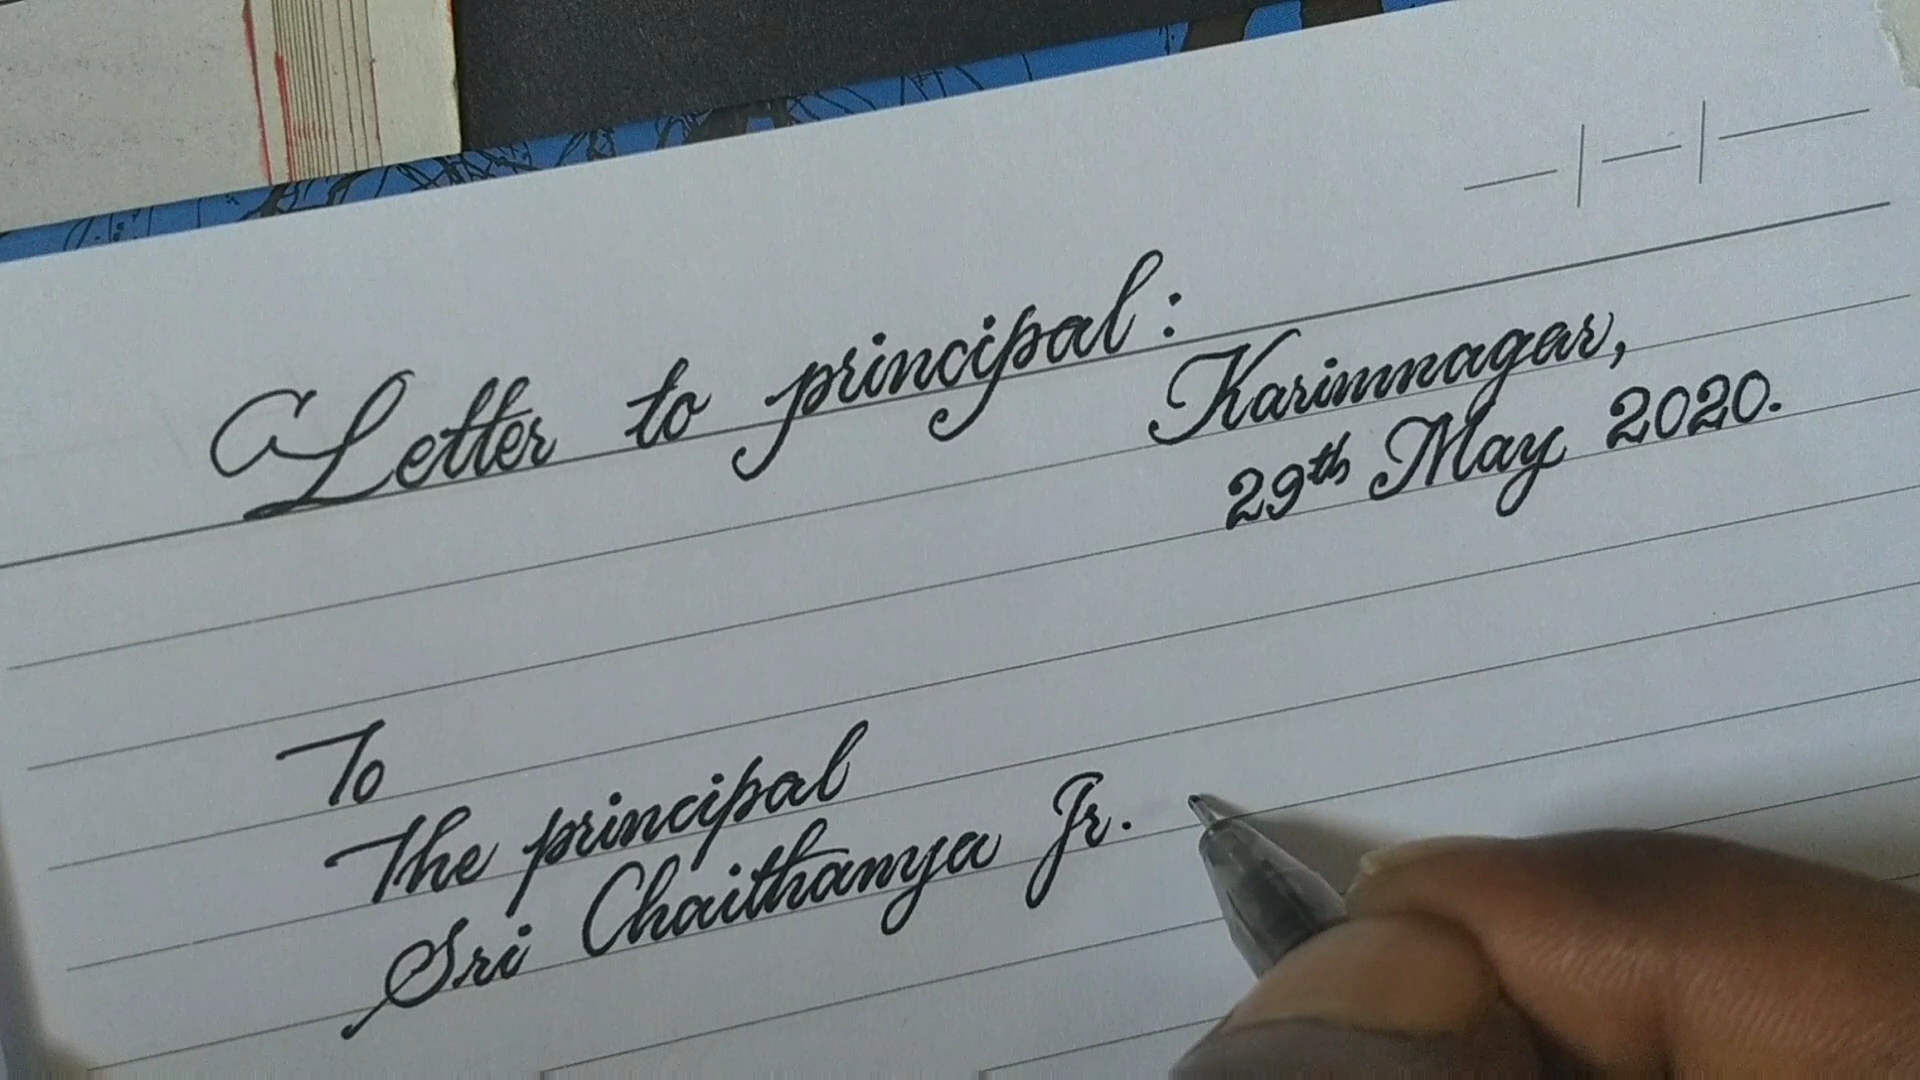 Letter to principal:
Karimnagar,
29th May 2020.
To
The principal
Sri Chaithanya Jr.